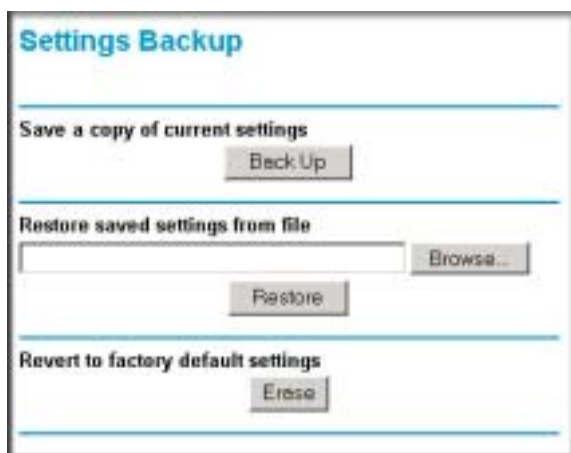 Settings Backup
Save a copy of current settings
Back Up
Restore saved settings from file
Browse...
Restore
Revert to factory default settings
Erase